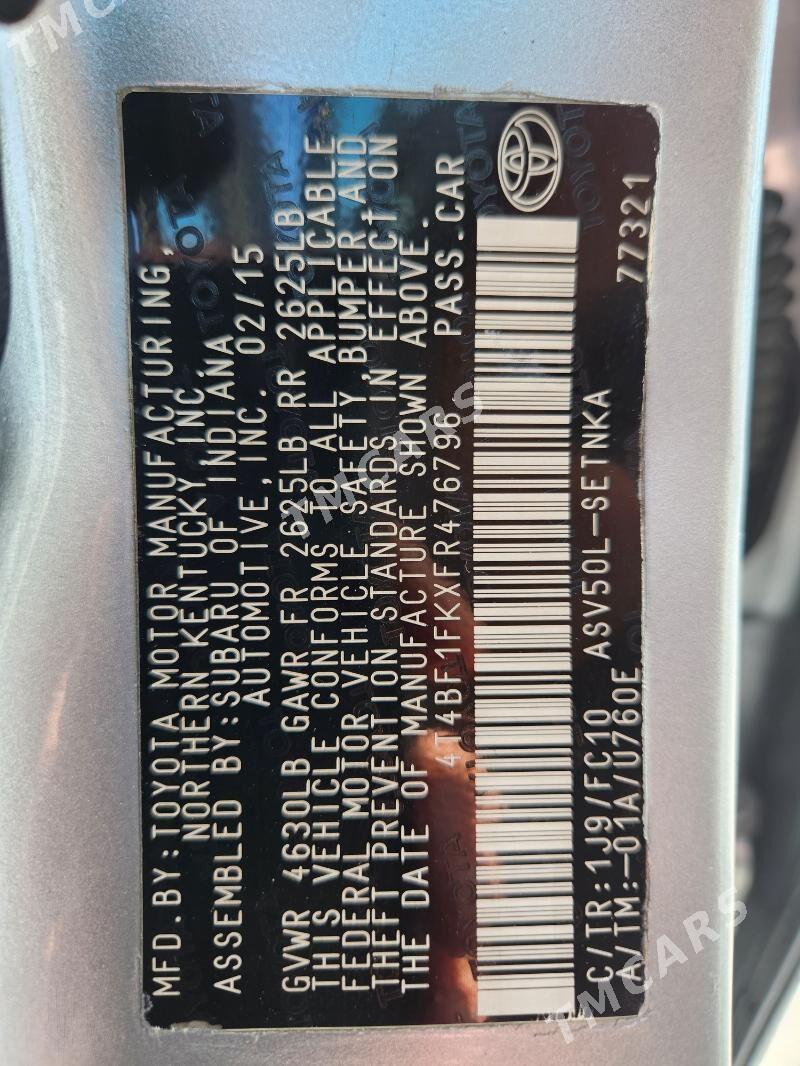 MFD.BY:TOYOTA MOTOR MANUFACTURING,
NORTHERN KENTUCKY,INC.
ASSEMBLED BY:SUBARU OF INDIANA
AUTOMOTIVE,INC. 02/15
GVWR 4630LB GAWR FR 2625LB RR 2625LB
THIS VEHICLE CONFORMS TO ALL APPLICABLE
FEDERAL MOTOR VEHICLE SAFETY,BUMPER AND
THEFT PREVENTION STANDARDS IN EFFECT ON
THE DATE OF MANUFACTURE SHOWN ABOVE.
4T4BF1FKXFR476796 PASS.CAR
C/TR:1J9/FC10 ASV50L-SETNKA
A/TM:-01A/U760E 77321
TMCARS
TMCARS
TMCARS